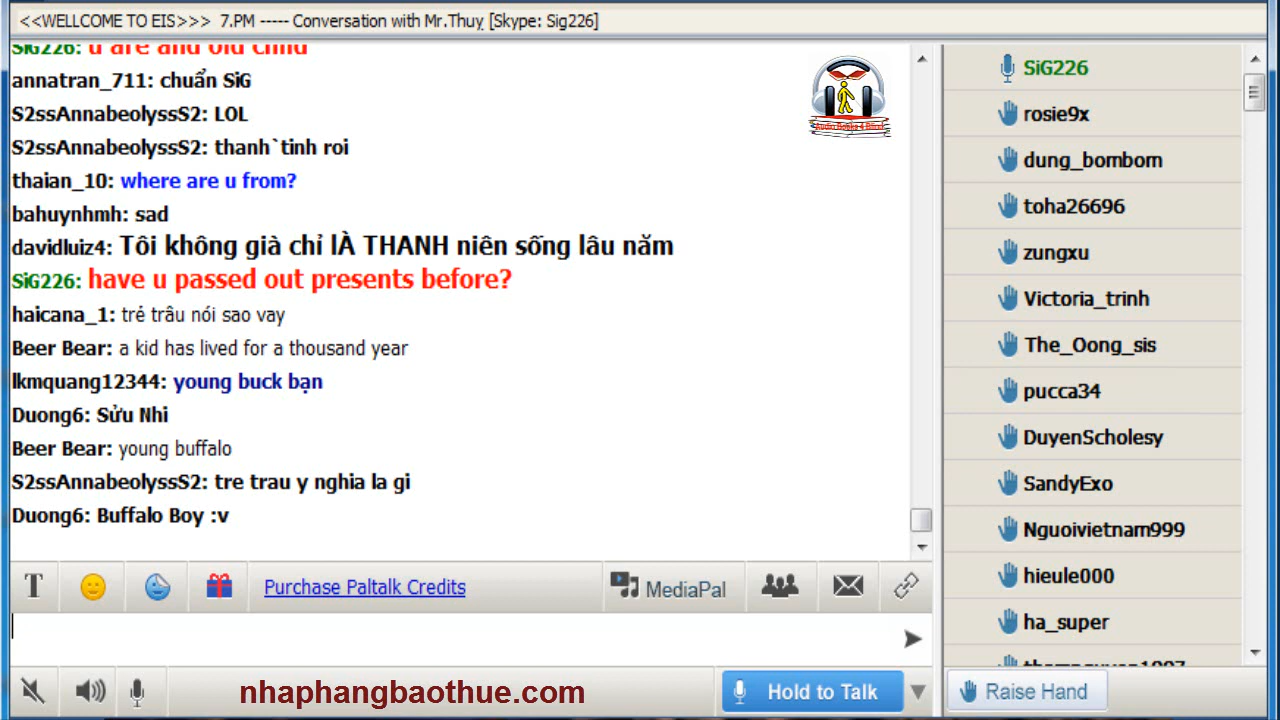 <<WELLCOME TO EIS>>> 7.PM ----- Conversation with Mr.Thuy [Skype: Sig226]
SiG226: u are and old child
annatran_711: chuẩn SiG
S2ssAnnabeolyssS2: LOL
S2ssAnnabeolyssS2: thanh`tinh roi
thaian_10: where are u from?
bahuynhmh: sad
davidluiz4: Tôi không già chỉ lÀ THANH niên sống lâu năm
SiG226: have u passed out presents before?
haicana_1: trẻ trâu nói sao vay
Beer Bear: a kid has lived for a thousand year
lkmquang12344: young buck bạn
Duong6: Sửu Nhi
Beer Bear: young buffalo
S2ssAnnabeolyssS2: tre trau y nghia la gi
Duong6: Buffalo Boy :v
T
Purchase Paltalk Credits
MediaPal
nhaphangbaothue.com
Hold to Talk
SiG226
rosie9x
dung_bombom
toha26696
zungxu
Victoria_trinh
The_Oong_sis
pucca34
DuyenScholesy
SandyExo
Nguoivietnam999
hieule000
ha_super
Raise Hand